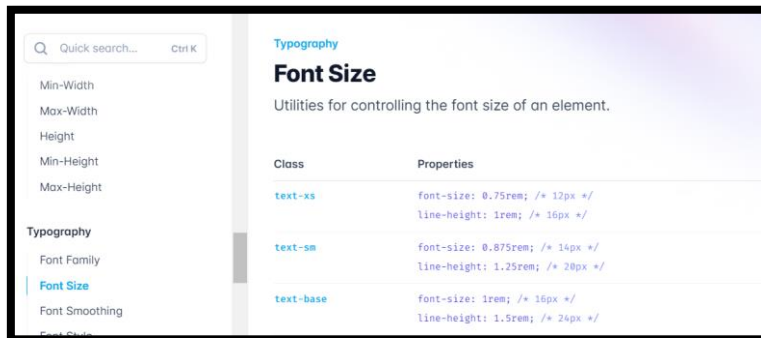 Quick search...
Ctrl K
Min-Width
Max-Width
Height
Min-Height
Max-Height
Typography
Font Family
Font Size
Font Smoothing
Font Style
Typography
Font Size
Utilities for controlling the font size of an element.
Class Properties
text-xs font-size: 0.75rem; /* 12px */
line-height: 1rem; /* 16px */
text-sm font-size: 0.875rem; /* 14px */
line-height: 1.25rem; /* 20px */
text-base font-size: 1rem; /* 16px */
line-height: 1.5rem; /* 24px */